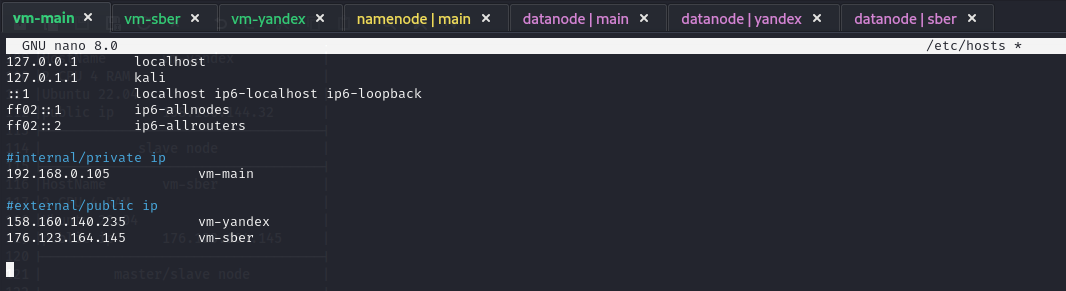 vm-main × vm-sber × vm-yandex × namenode | main × datanode | main × datanode | yandex × datanode | sber ×
GNU nano 8.0 /etc/hosts *
127.0.0.1 localhost
127.0.1.1 kali
::1 localhost ip6-localhost ip6-loopback
ff02::1 ip6-allnodes
ff02::2 ip6-allrouters
#internal/private ip
192.168.0.105 vm-main
#external/public ip
158.160.140.235 vm-yandex
176.123.164.145 vm-sber
master/slave node